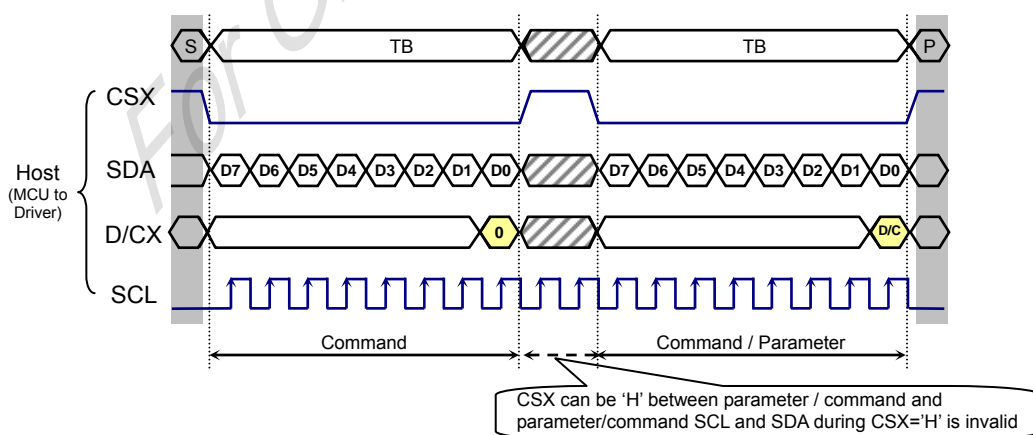 For O
S TB TB P
CSX
Host
(MCU to
Driver)
SDA D7 D6 D5 D4 D3 D2 D1 D0 D7 D6 D5 D4 D3 D2 D1 D0
D/CX 0 D/C
SCL
Command Command / Parameter
CSX can be ‘H’ between parameter / command and
parameter/command SCL and SDA during CSX=’H’ is invalid